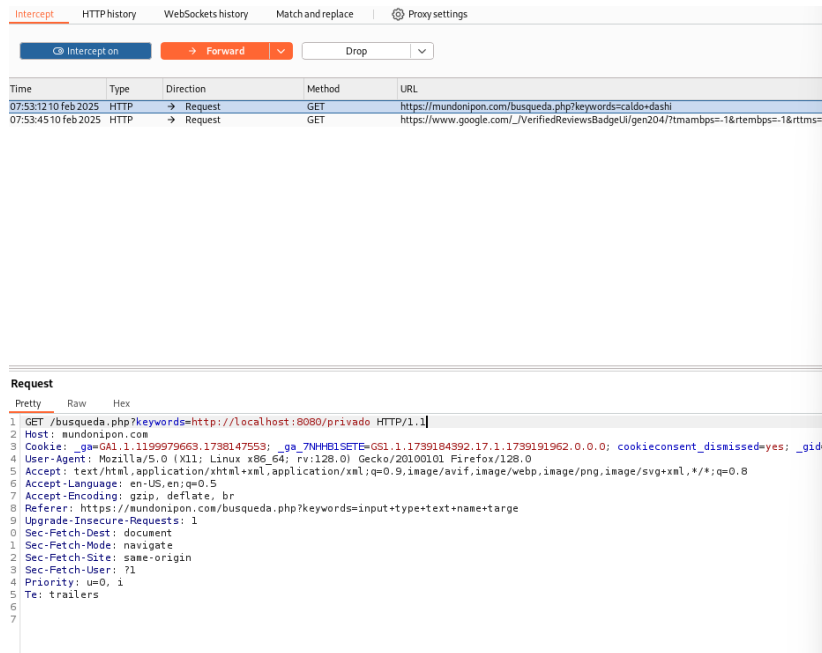 Intercept HTTP history WebSockets history Match and replace Proxy settings
Intercept on Forward Drop
Time Type Direction Method URL
07:53:12 10 feb 2025 HTTP → Request GET https://mundonipon.com/busqueda.php?keywords=caldo+dashi
07:53:45 10 feb 2025 HTTP → Request GET https://www.google.com/_/VerifiedReviewsBadgeUi/gen204/?tmambps=-1&rtembps=-1&rttms=
Request
Pretty Raw Hex
1 GET /busqueda.php?keywords=http://localhost:8080/privado HTTP/1.1
2 Host: mundonipon.com
3 Cookie: _ga=GA1.1.1199979663.1738147553; _ga_7NHHB1SETE=GS1.1.1739184392.17.1.1739191962.0.0.0; cookieconsent_dismissed=yes; _gid
4 User-Agent: Mozilla/5.0 (X11; Linux x86_64; rv:128.0) Gecko/20100101 Firefox/128.0
5 Accept: text/html,application/xhtml+xml,application/xml;q=0.9,image/avif,image/webp,image/png,image/svg+xml,*/*;q=0.8
6 Accept-Language: en-US,en;q=0.5
7 Accept-Encoding: gzip, deflate, br
8 Referer: https://mundonipon.com/busqueda.php?keywords=input+type+text+name+targe
9 Upgrade-Insecure-Requests: 1
0 Sec-Fetch-Dest: document
1 Sec-Fetch-Mode: navigate
2 Sec-Fetch-Site: same-origin
3 Sec-Fetch-User: ?1
4 Priority: u=0, i
5 Te: trailers
6
7